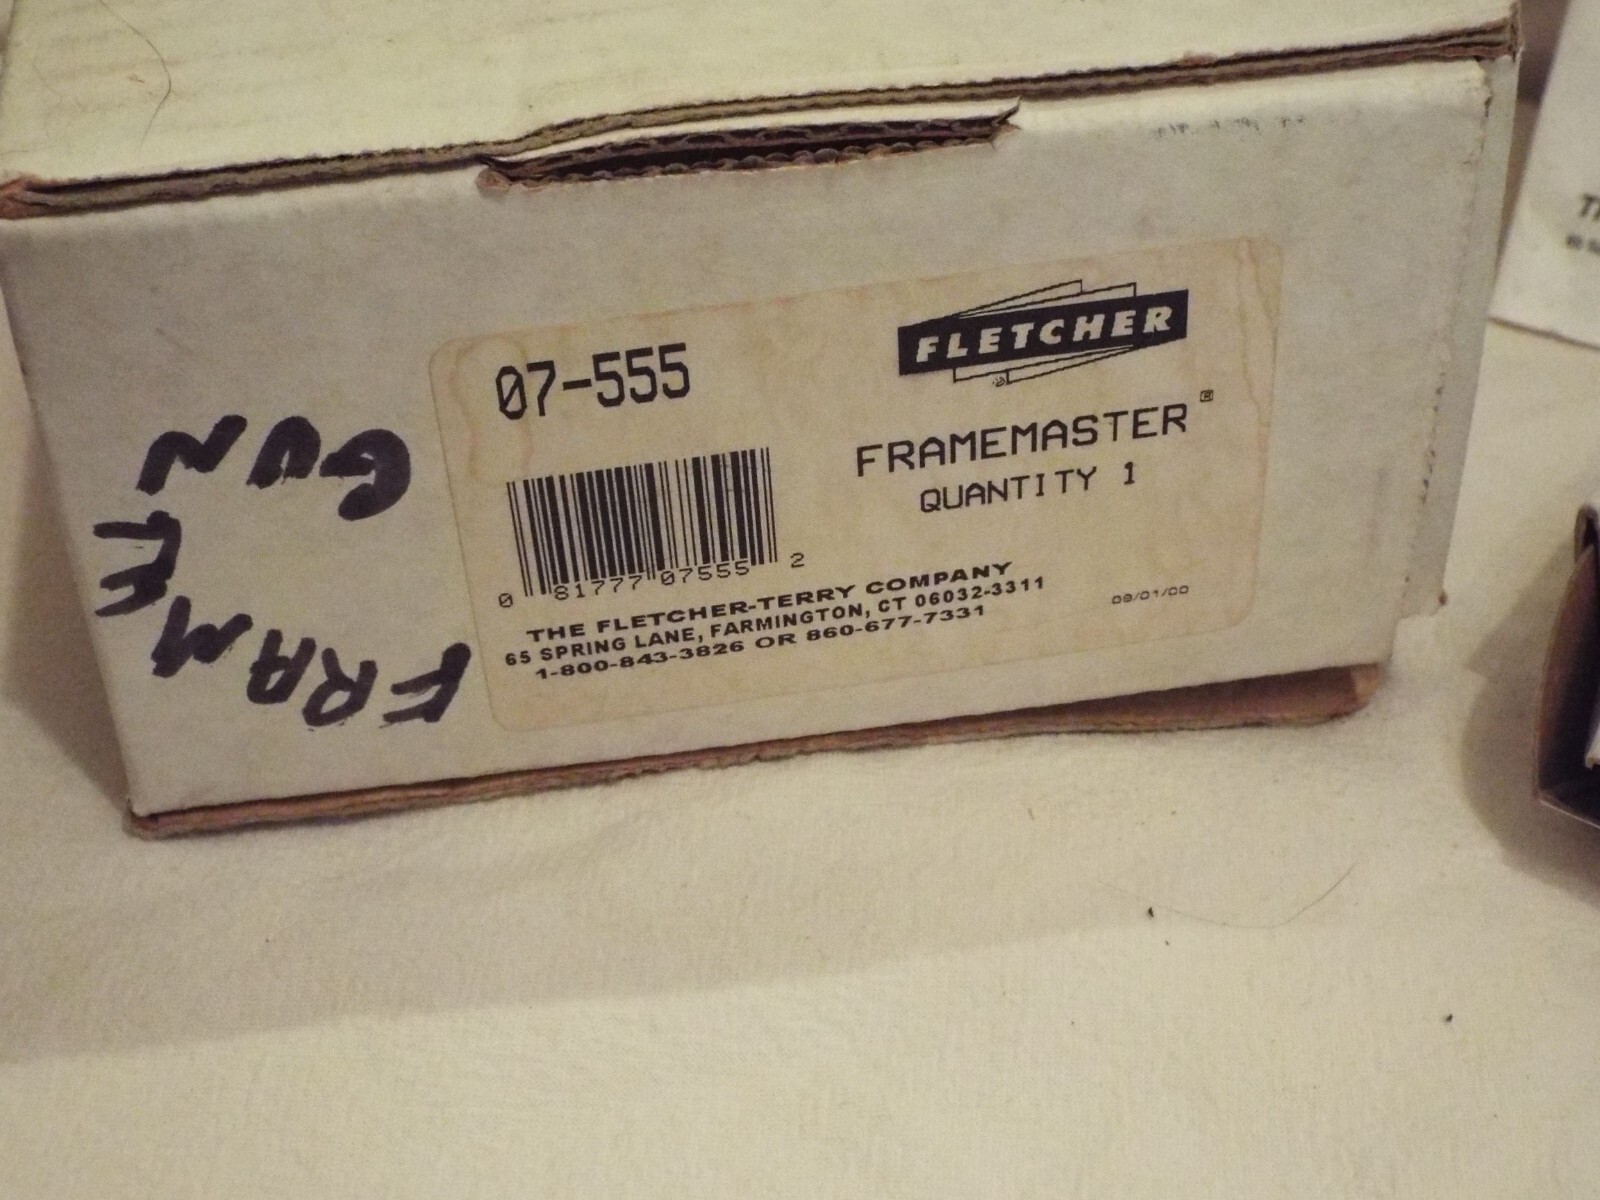 07-555
FLETCHER
FRAMEMASTER®
QUANTITY 1
0 81777 07555 2
THE FLETCHER-TERRY COMPANY
65 SPRING LANE, FARMINGTON, CT 06032-3311
1-800-843-3826 OR 860-677-7331
09/01/00
FRAME
GUN